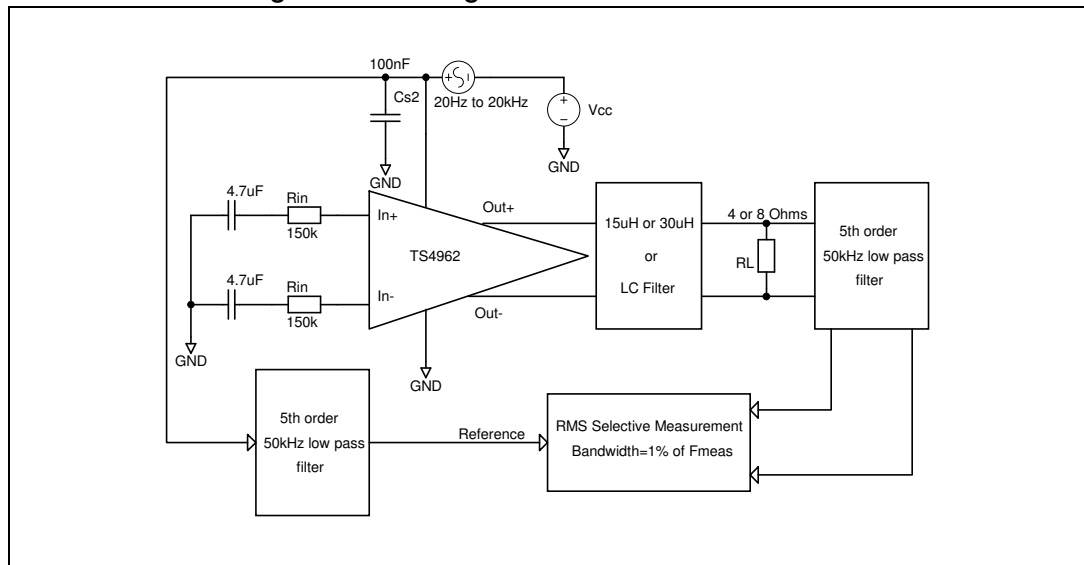 100nF
Cs2
20Hz to 20kHz
+
-
+
−
Vcc
GND
GND
4.7uF
Rin
150k
In+
Out+
TS4962
4.7uF
Rin
150k
In-
Out-
GND
GND
15uH or 30uH
or
LC Filter
4 or 8 Ohms
RL
5th order
50kHz low pass
filter
5th order
50kHz low pass
filter
Reference
RMS Selective Measurement
Bandwidth=1% of Fmeas